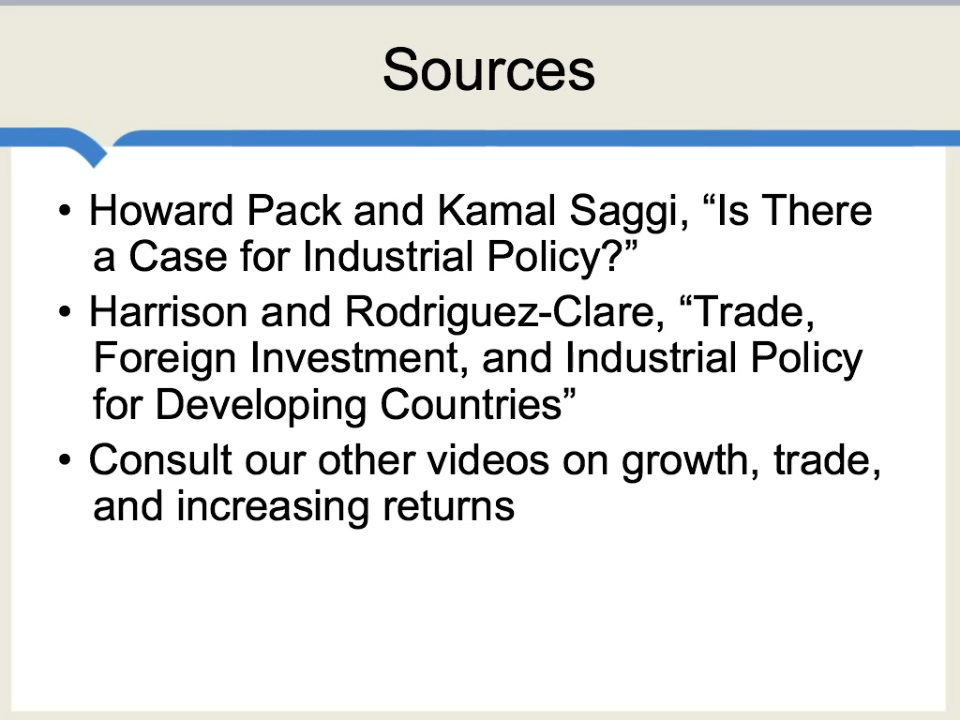 Sources
• Howard Pack and Kamal Saggi, “Is There
a Case for Industrial Policy?”
• Harrison and Rodriguez-Clare, “Trade,
Foreign Investment, and Industrial Policy
for Developing Countries”
• Consult our other videos on growth, trade,
and increasing returns